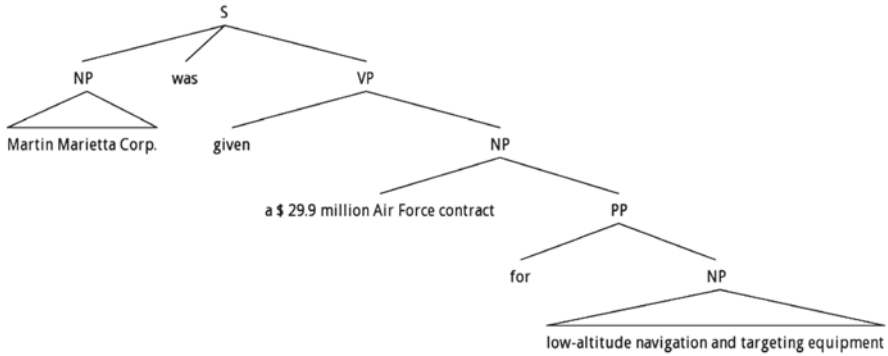 S
NP was VP
Martin Marietta Corp. given NP
a $ 29.9 million Air Force contract PP
for NP
low-altitude navigation and targeting equipment